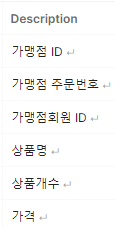 Description
가맹점 ID ↵
가맹점 주문번호 ↵
가맹점회원 ID ↵
상품명 ↵
상품개수 ↵
가격 ↵